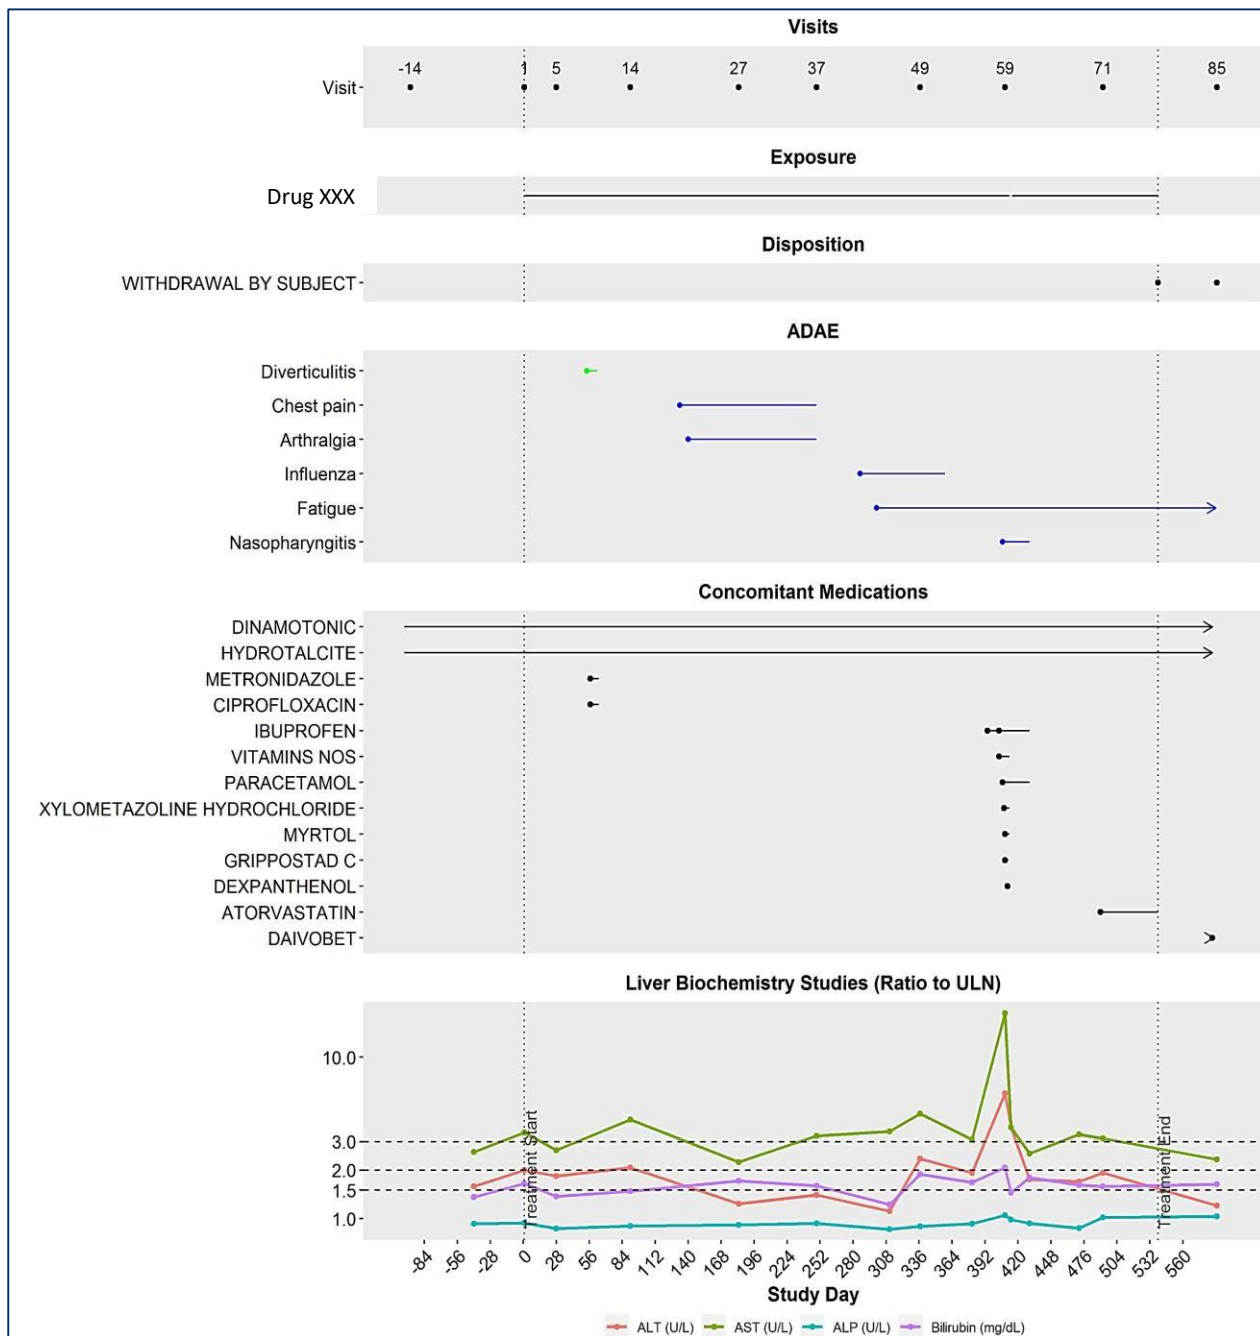 Visits
-14 1 5 14 27 37 49 59 71 85
Visit
Exposure
Drug XXX
Disposition
WITHDRAWAL BY SUBJECT
ADAE
Diverticulitis
Chest pain
Arthralgia
Influenza
Fatigue
Nasopharyngitis
Concomitant Medications
DINAMOTONIC
HYDROTALCITE
METRONIDAZOLE
CIPROFLOXACIN
IBUPROFEN
VITAMINS NOS
PARACETAMOL
XYLOMETAZOLINE HYDROCHLORIDE
MYRTOL
GRIPPOSTAD C
DEXPANTHENOL
ATORVASTATIN
DAIVOBET
Liver Biochemistry Studies (Ratio to ULN)
10.0
3.0
2.0
1.5
1.0
Treatment Start
Treatment End
-84 -56 -28 0 28 56 84 112 140 168 196 224 252 280 308 336 364 392 420 448 476 504 532 560
Study Day
ALT (U/L) AST (U/L) ALP (U/L) Bilirubin (mg/dL)